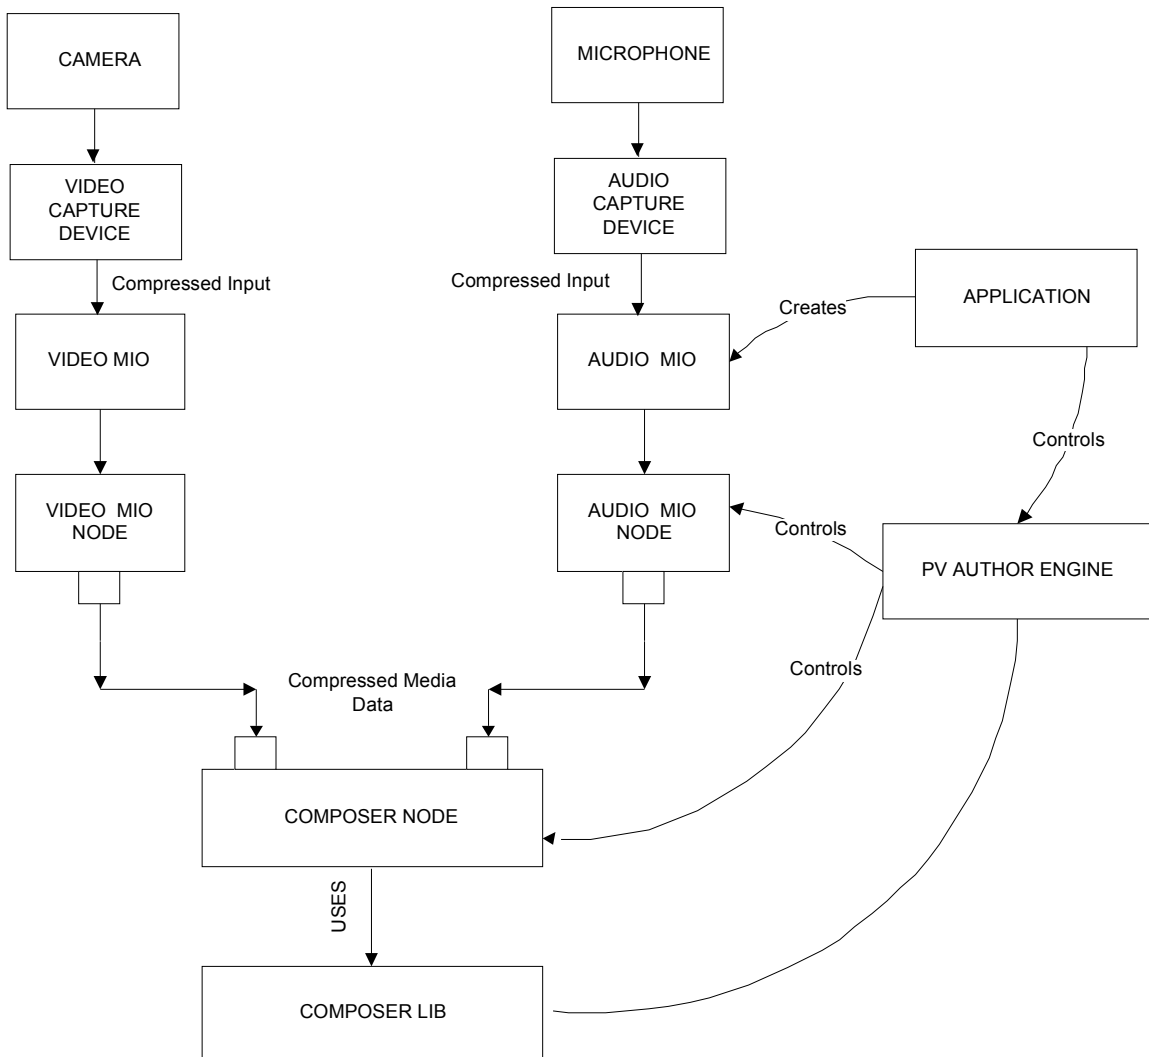 CAMERA
MICROPHONE
VIDEO
CAPTURE
DEVICE
AUDIO
CAPTURE
DEVICE
Compressed Input
Compressed Input
APPLICATION
Creates
VIDEO MIO
AUDIO MIO
Controls
VIDEO MIO
NODE
AUDIO MIO
NODE
Controls
PV AUTHOR ENGINE
Controls
Compressed Media
Data
COMPOSER NODE
USES
COMPOSER LIB